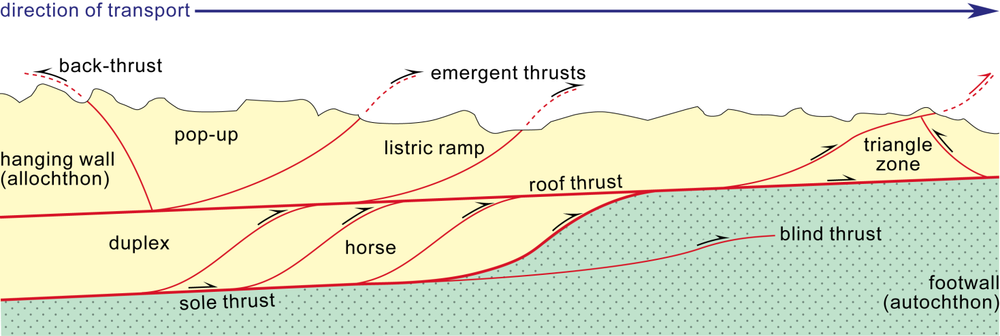 direction of transport
back-thrust
emergent thrusts
pop-up
listric ramp
triangle
zone
hanging wall
(allochthon)
roof thrust
duplex
horse
blind thrust
sole thrust
footwall
(autochthon)